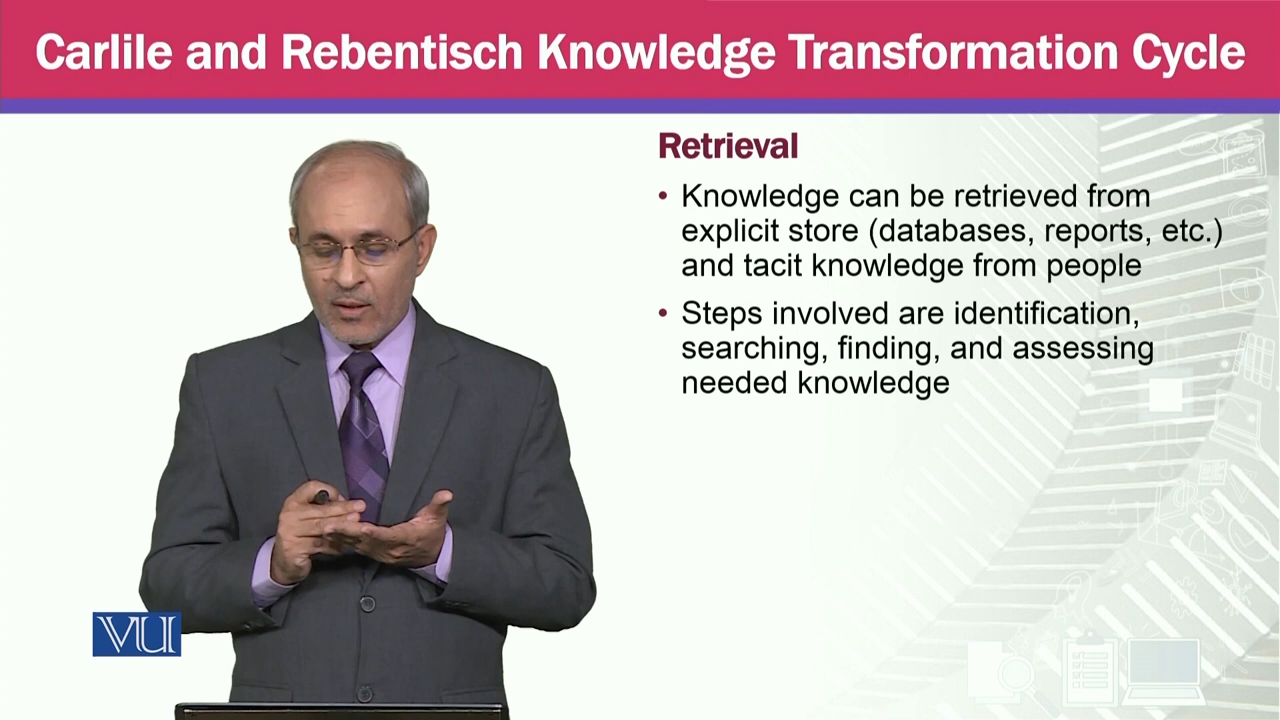 Carlile and Rebentisch Knowledge Transformation Cycle
Retrieval
• Knowledge can be retrieved from
explicit store (databases, reports, etc.)
and tacit knowledge from people
• Steps involved are identification,
searching, finding, and assessing
needed knowledge
VU